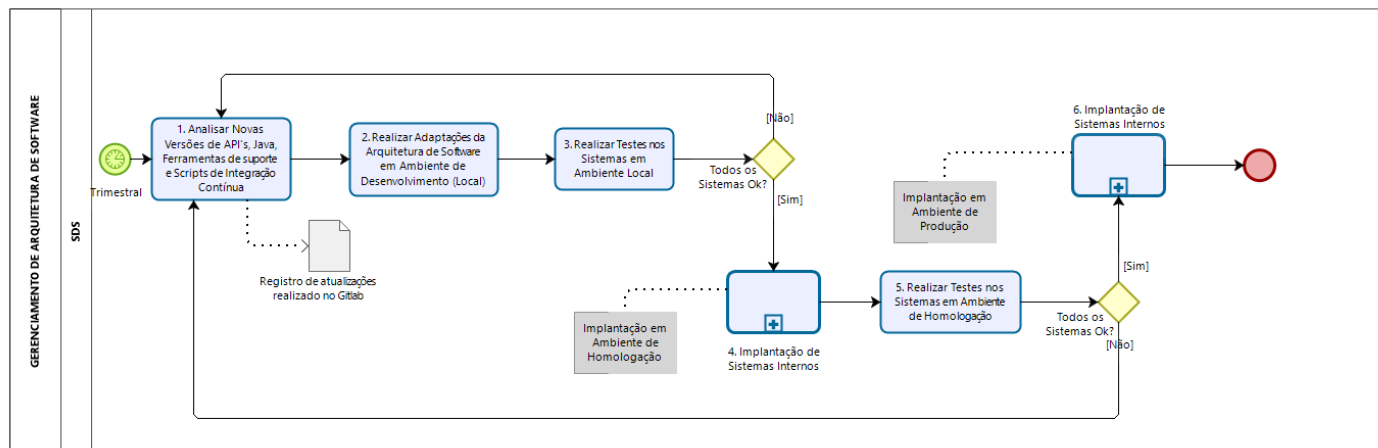 GERENCIAMENTO DE ARQUITETURA DE SOFTWARE
SDS
Trimestral
1. Analisar Novas
Versões de API's, Java,
Ferramentas de suporte
e Scripts de Integração
Contínua
Registro de atualizações
realizado no Gitlab
2. Realizar Adaptações da
Arquitetura de Software
em Ambiente de
Desenvolvimento (Local)
3. Realizar Testes nos
Sistemas em
Ambiente Local
[Não]
Todos os
Sistemas Ok?
[Sim]
Implantação em
Ambiente de
Homologação
4. Implantação de
Sistemas Internos
5. Realizar Testes nos
Sistemas em Ambiente
de Homologação
Todos os
Sistemas Ok?
[Não]
[Sim]
Implantação em
Ambiente de
Produção
6. Implantação de
Sistemas Internos